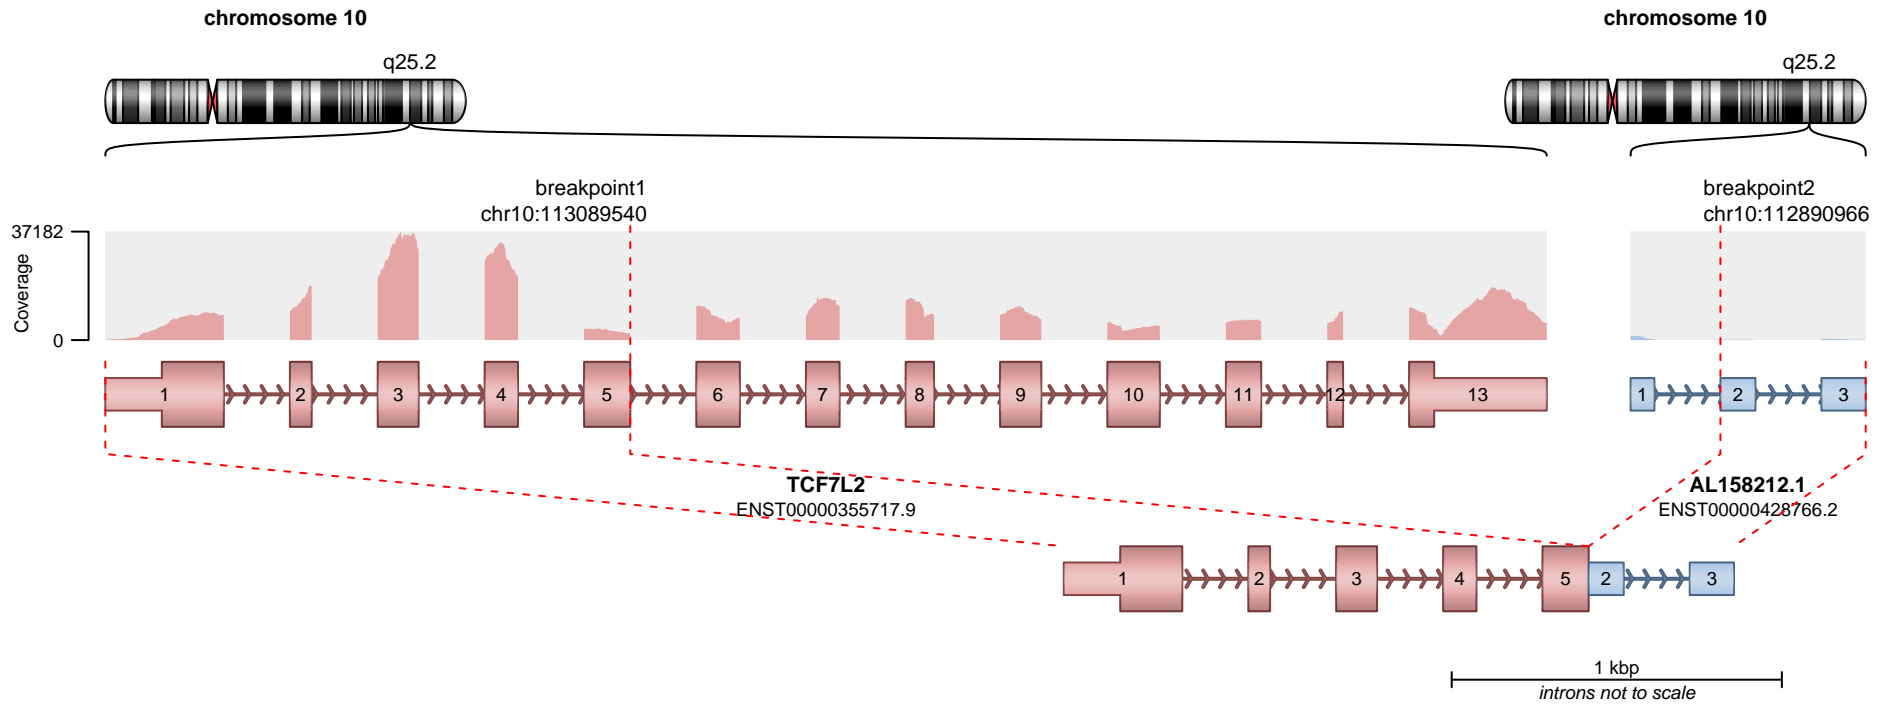 chromosome 10
chromosome 10
q25.2
q25.2
breakpoint1
chr10:113089540
breakpoint2
chr10:112890966
37182
Coverage
0
1 2 3 4 5 6 7 8 9 10 11 12 13
1 2 3
TCF7L2
ENST00000355717.9
AL158212.1
ENST00000428766.2
1 2 3 4 5 2 3
1 kbp
introns not to scale